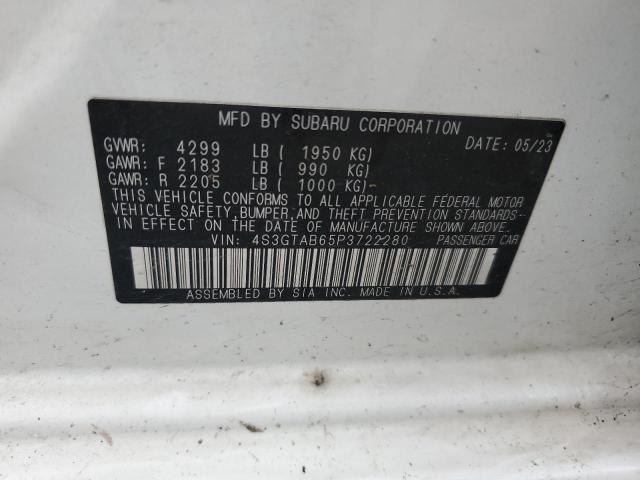 MFD BY SUBARU CORPORATION DATE: 05/23
GVWR: 4299 LB ( 1950 KG)
GAWR: F 2183 LB ( 990 KG)
GAWR: R 2205 LB ( 1000 KG)
THIS VEHICLE CONFORMS TO ALL APPLICABLE FEDERAL MOTOR
VEHICLE SAFETY, BUMPER, AND THEFT PREVENTION STANDARDS
IN EFFECT ON THE DATE OF MANUFACTURE SHOWN ABOVE.
VIN: 4S3GTAB65P3722280 PASSENGER CAR
ASSEMBLED BY SIA INC. MADE IN U.S.A.